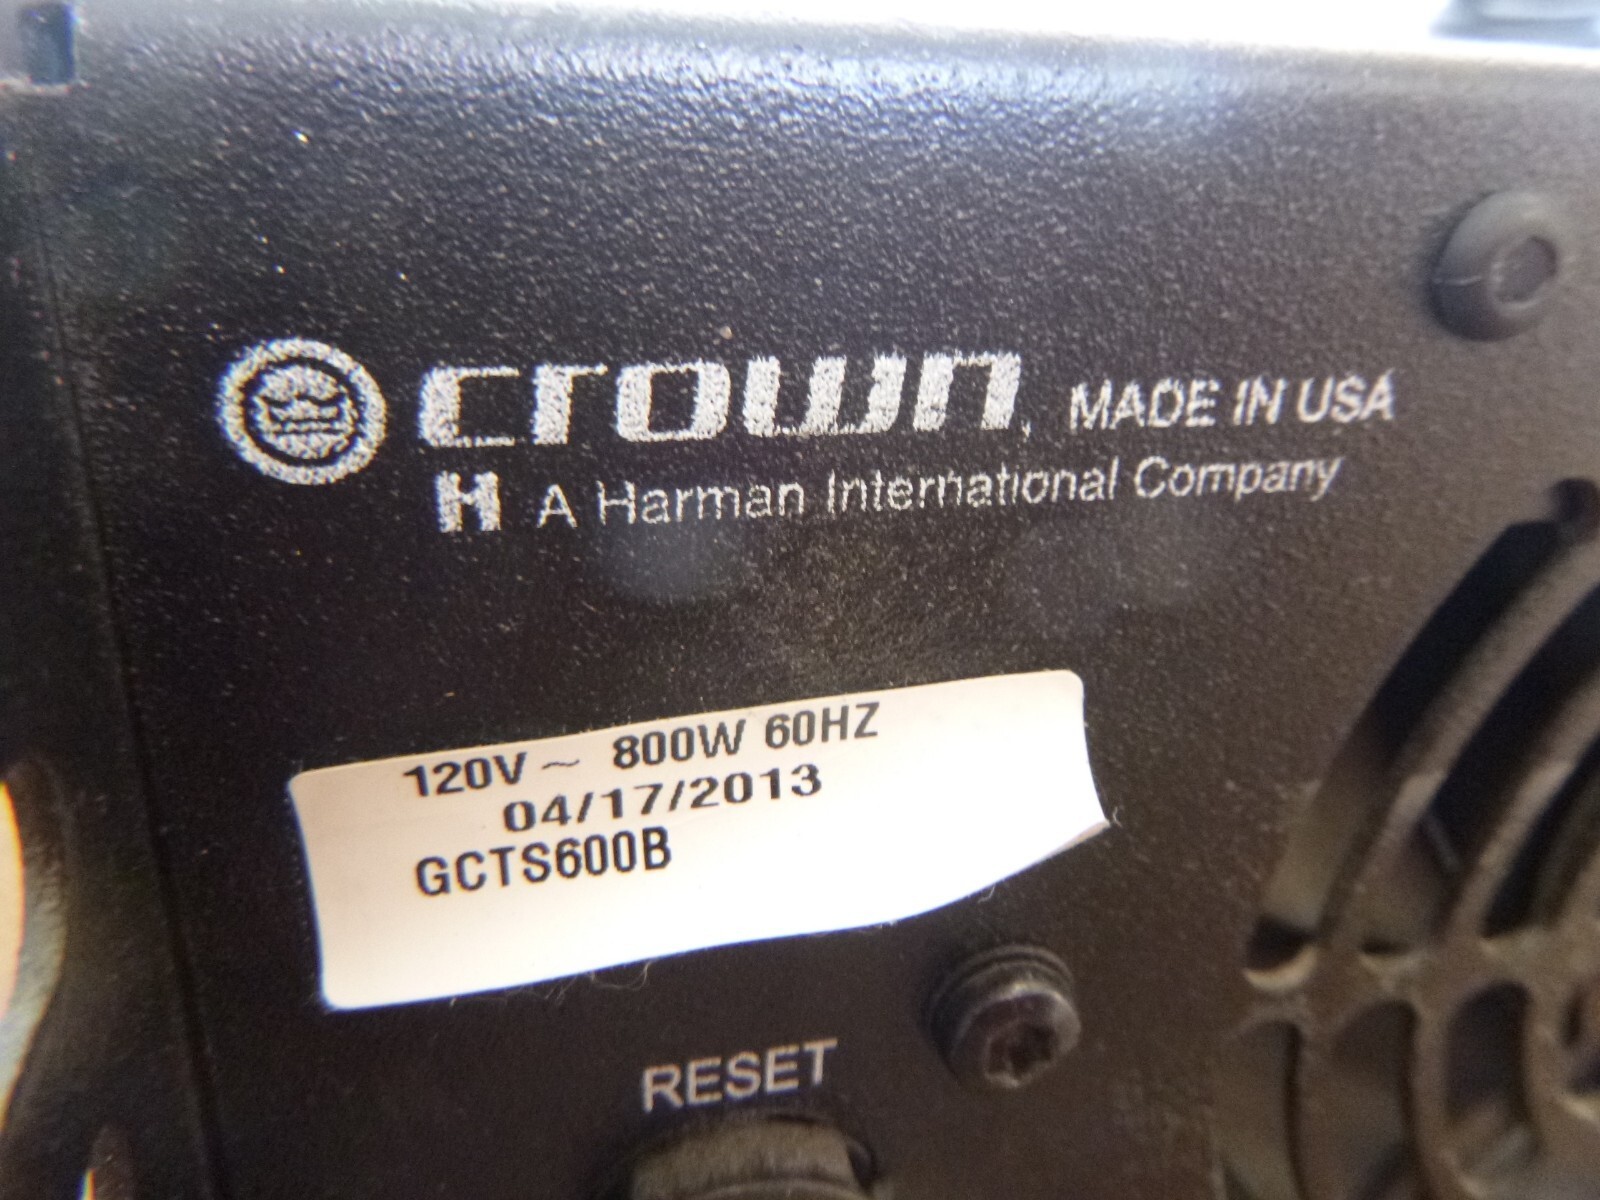 crown, MADE IN USA
H A Harman International Company
120V ~ 800W 60HZ
04/17/2013
GCTS600B
RESET